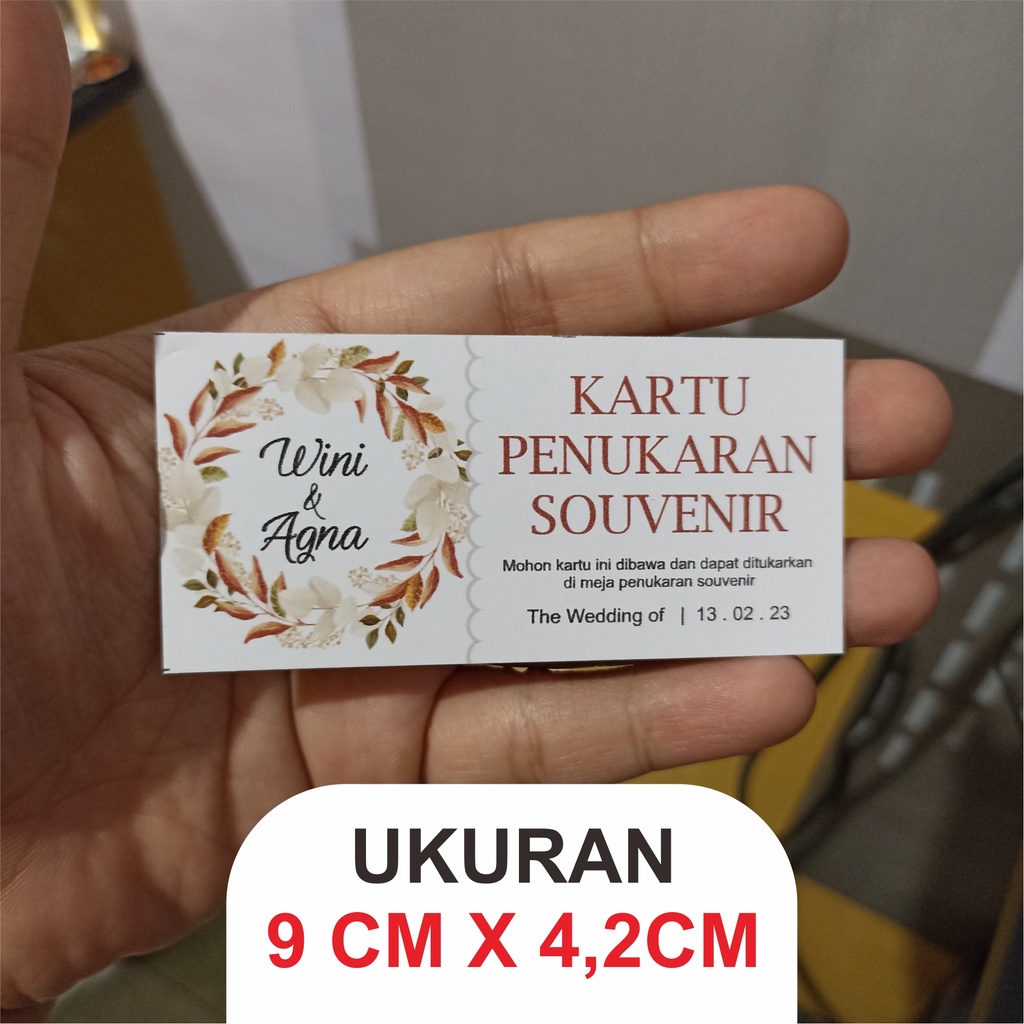 Wini
&
Agna
KARTU
PENUKARAN
SOUVENIR
Mohon kartu ini dibawa dan dapat ditukarkan
di meja penukaran souvenir
The Wedding of | 13 . 02 . 23
UKURAN
9 CM X 4,2CM